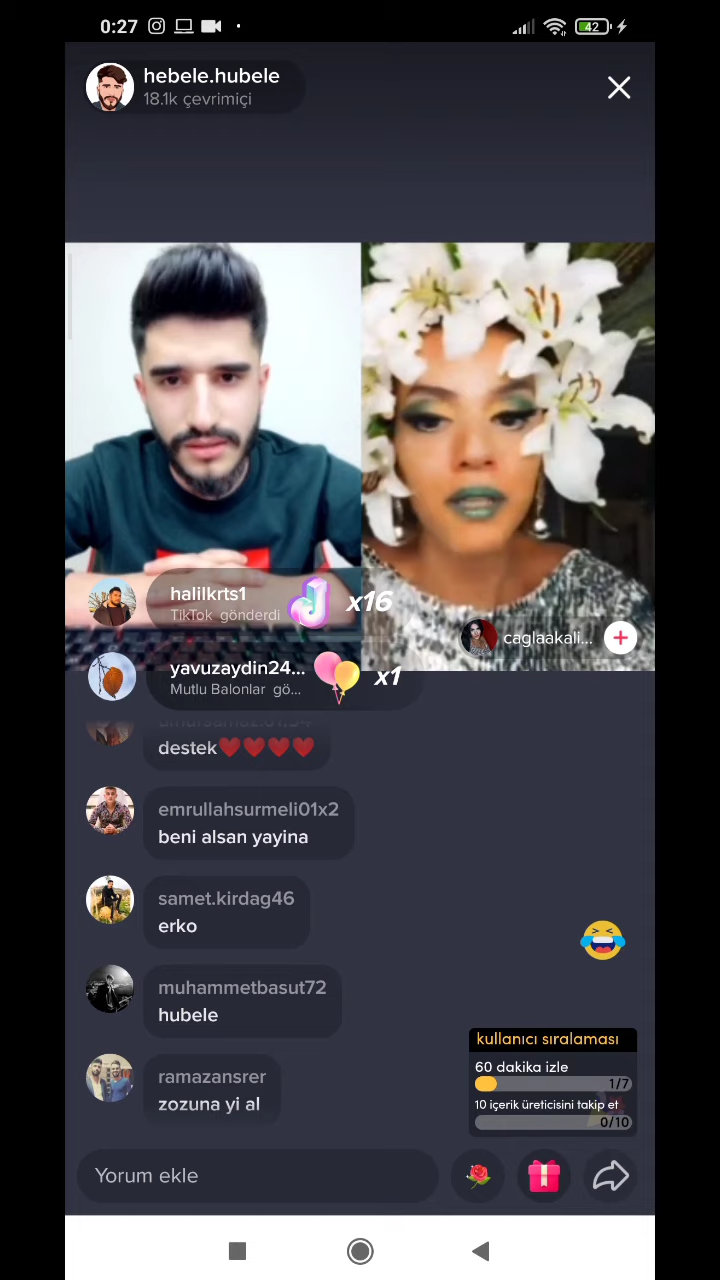 0:27
42
hebele.hubele
18.1k çevrimiçi
halilkrts1
TikTok gönderdi
x16
caglaakali...
yavuzaydin24...
Mutlu Balonlar gö...
x1
destek❤️❤️❤️❤️
emrullahsurmeli01x2
beni alsan yayina
samet.kirdag46
erko
muhammetbasut72
hubele
kullanıcı sıralaması
60 dakika izle
1/7
10 içerik üreticisini takip et
0/10
ramazansrer
zozuna yi al
Yorum ekle